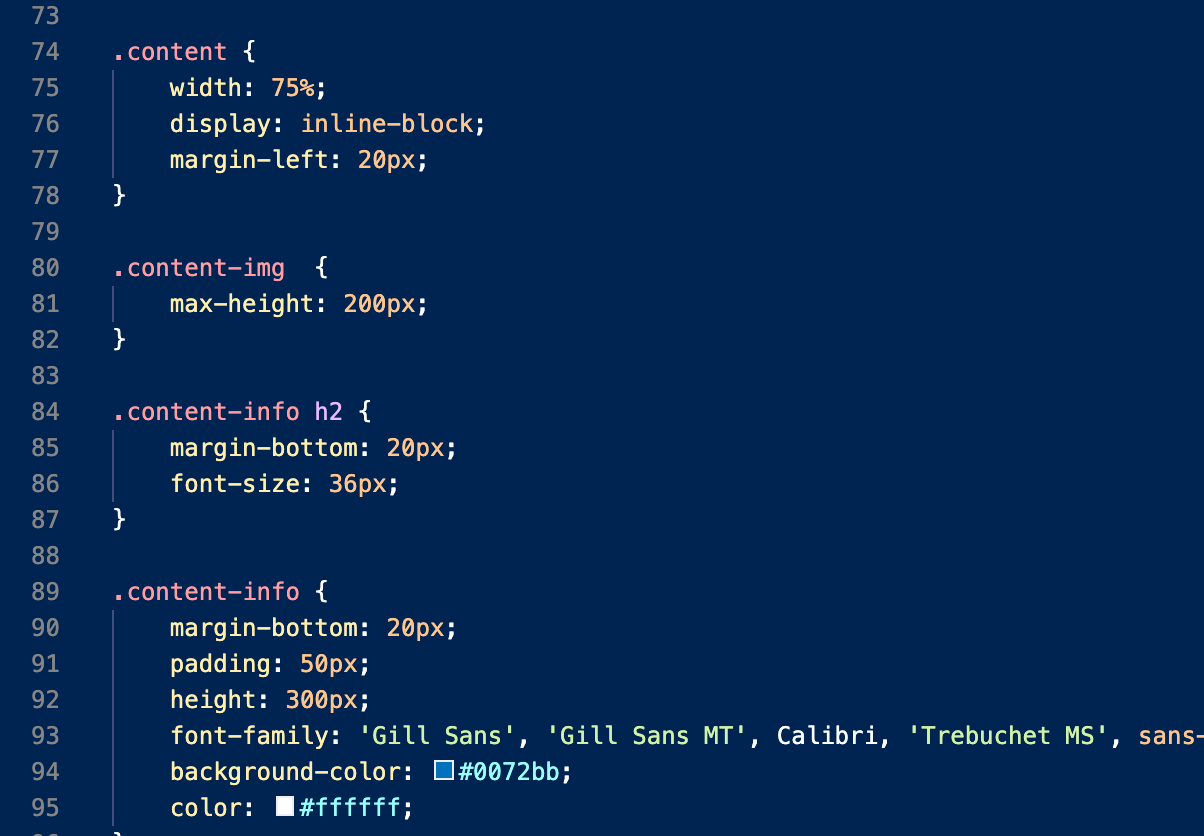 73
74 .content {
75 width: 75%;
76 display: inline-block;
77 margin-left: 20px;
78 }
79
80 .content-img  {
81 max-height: 200px;
82 }
83
84 .content-info h2 {
85 margin-bottom: 20px;
86 font-size: 36px;
87 }
88
89 .content-info {
90 margin-bottom: 20px;
91 padding: 50px;
92 height: 300px;
93 font-family: 'Gill Sans', 'Gill Sans MT', Calibri, 'Trebuchet MS', sans-
94 background-color: #0072bb;
95 color: #ffffff;